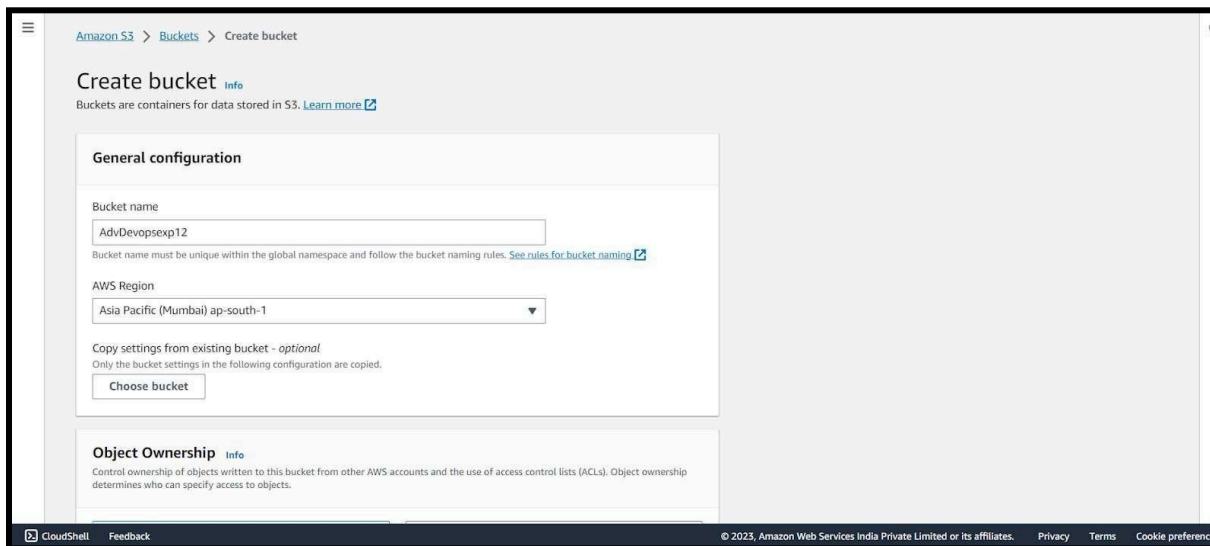 Amazon S3 > Buckets > Create bucket
Create bucket Info
Buckets are containers for data stored in S3. Learn more
General configuration
Bucket name
AdvDevopsexp12
Bucket name must be unique within the global namespace and follow the bucket naming rules. See rules for bucket naming
AWS Region
Asia Pacific (Mumbai) ap-south-1
Copy settings from existing bucket - optional
Only the bucket settings in the following configuration are copied.
Choose bucket
Object Ownership Info
Control ownership of objects written to this bucket from other AWS accounts and the use of access control lists (ACLs). Object ownership
determines who can specify access to objects.
CloudShell Feedback © 2023, Amazon Web Services India Private Limited or its affiliates. Privacy Terms Cookie preferenc